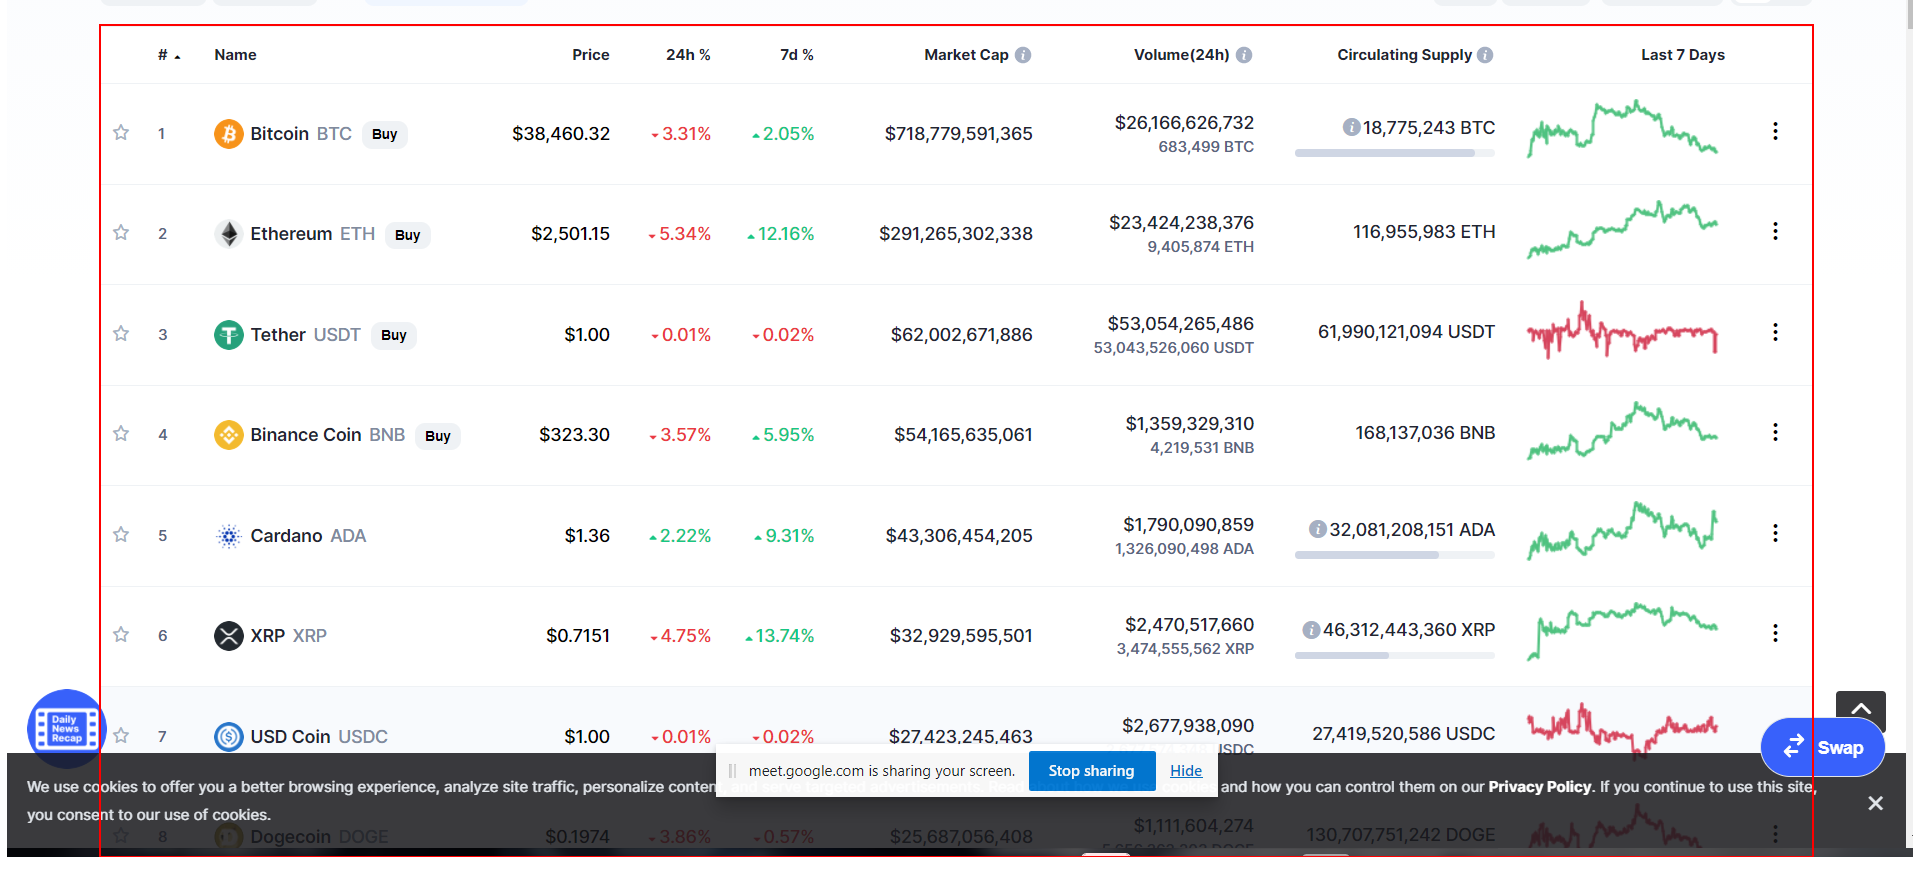 # Name Price 24h % 7d % Market Cap Volume(24h) Circulating Supply Last 7 Days
1 Bitcoin BTC Buy $38,460.32 3.31% 2.05% $718,779,591,365 $26,166,626,732 18,775,243 BTC
683,499 BTC
2 Ethereum ETH Buy $2,501.15 5.34% 12.16% $291,265,302,338 $23,424,238,376 116,955,983 ETH
9,405,874 ETH
3 Tether USDT Buy $1.00 0.01% 0.02% $62,002,671,886 $53,054,265,486 61,990,121,094 USDT
53,043,526,060 USDT
4 Binance Coin BNB Buy $323.30 3.57% 5.95% $54,165,635,061 $1,359,329,310 168,137,036 BNB
4,219,531 BNB
5 Cardano ADA $1.36 2.22% 9.31% $43,306,454,205 $1,790,090,859 32,081,208,151 ADA
1,326,090,498 ADA
6 XRP XRP $0.7151 4.75% 13.74% $32,929,595,501 $2,470,517,660 46,312,443,360 XRP
3,474,555,562 XRP
Daily
News
Recap
7 USD Coin USDC $1.00 0.01% 0.02% $27,423,245,463 $2,677,938,090 27,419,520,586 USDC
USDC
Swap
meet.google.com is sharing your screen. Stop sharing Hide
We use cookies to offer you a better browsing experience, analyze site traffic, personalize and how you can control them on our Privacy Policy. If you continue to use this site,
you consent to our use of cookies.
8 Dogecoin DOGE $0.1974 3.86% 0.57% $25,687,056,408 $1,111,604,274 130,707,751,242 DOGE